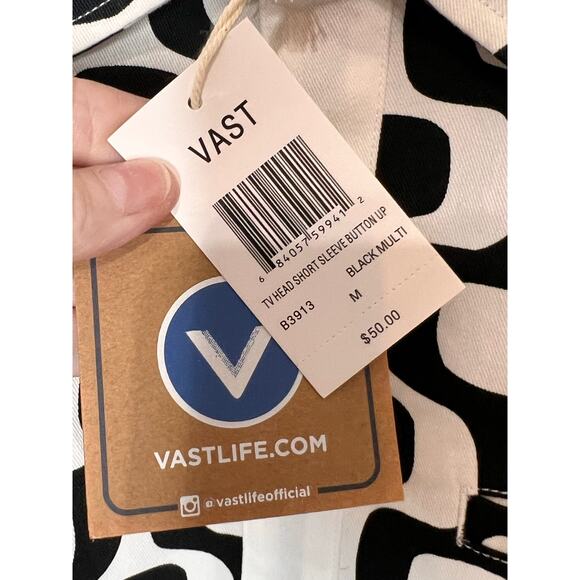 VAST
6 84057 59941 2
TV HEAD SHORT SLEEVE BUTTON UP
B3913 BLACK MULTI
M
$50.00
V
VASTLIFE.COM
@vastlifeofficial